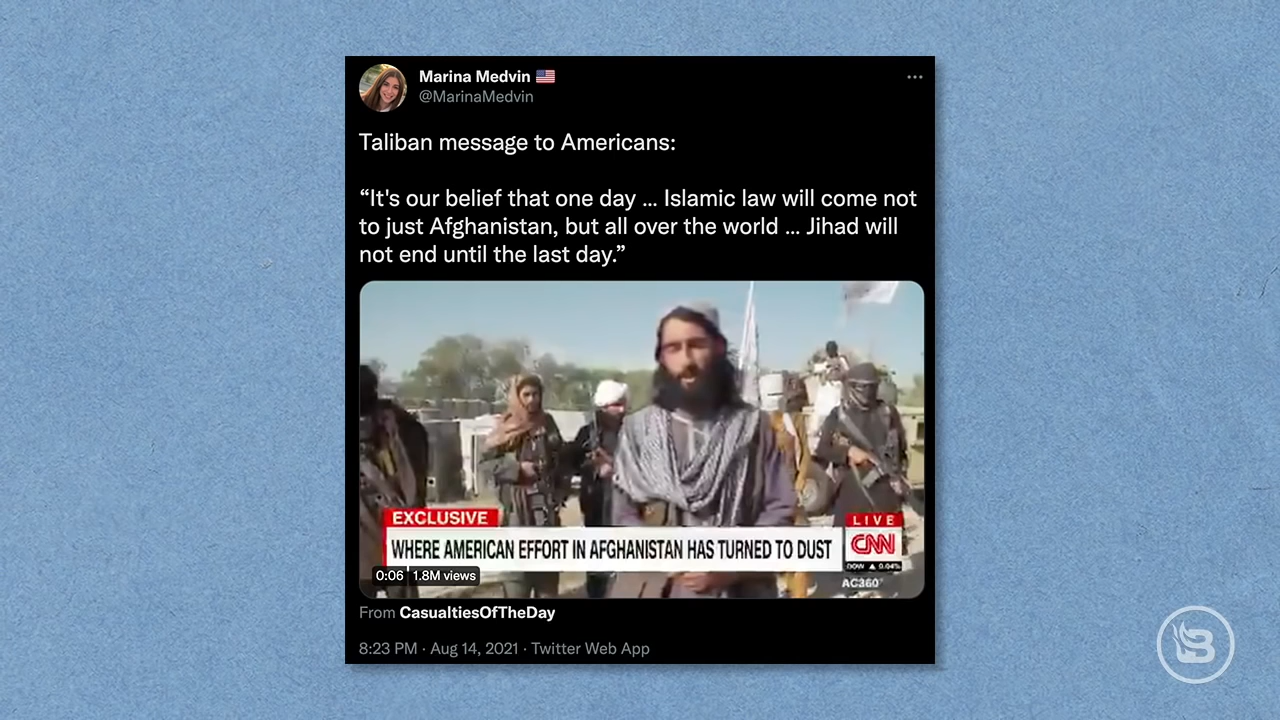 Marina Medvin 🇺🇸
@MarinaMedvin
Taliban message to Americans:
“It's our belief that one day ... Islamic law will come not
to just Afghanistan, but all over the world ... Jihad will
not end until the last day.”
EXCLUSIVE
WHERE AMERICAN EFFORT IN AFGHANISTAN HAS TURNED TO DUST
LIVE
CNN
DOW ▲ 0.04%
AC360°
0:06 1.8M views
From CasualtiesOfTheDay
8:23 PM · Aug 14, 2021 · Twitter Web App
B